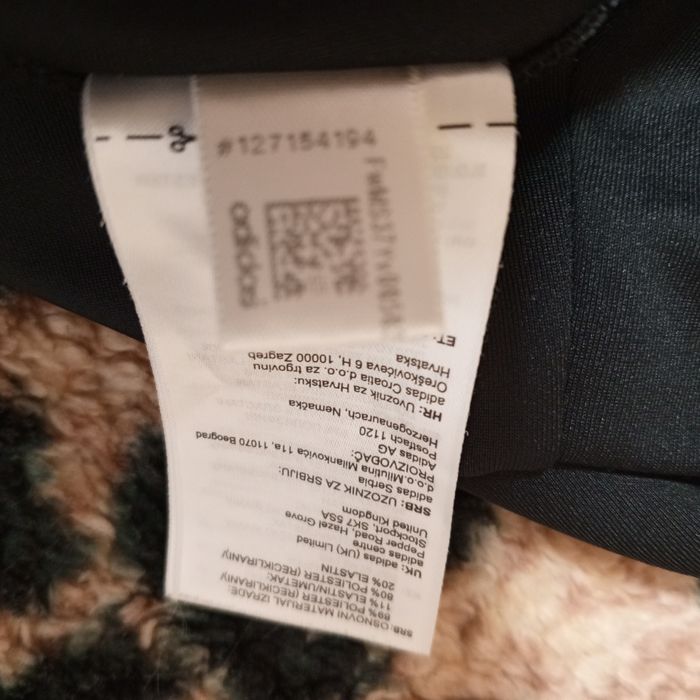 #127154194
adidas
SRB: OSNOVNI MATERIJAL IZRADE:
89% POLIESTER (RECIKLIRANI)
11% ELASTIN/UMETAK:
80% POLIESTER (RECIKLIRANI)
20% ELASTIN
UK: adidas (UK) Limited
adidas centre
Pepper Road, Hazel Grove
Stockport, SK7 5SA
United Kingdom
SRB: UZOZNIK ZA SRBIJU:
adidas Serbia
d.o.o.Milutina Milankovića 11a, 11070 Beograd
PROIZVOĐAČ:
Adidas AG
Postfach 1120
Herzogenaurach, Nemačka
HR: Uvoznik za Hrvatsku:
adidas Croatia d.o.o. za trgovinu
Oreškovićeva 6 H, 10000 Zagreb
Hrvatska
ET: